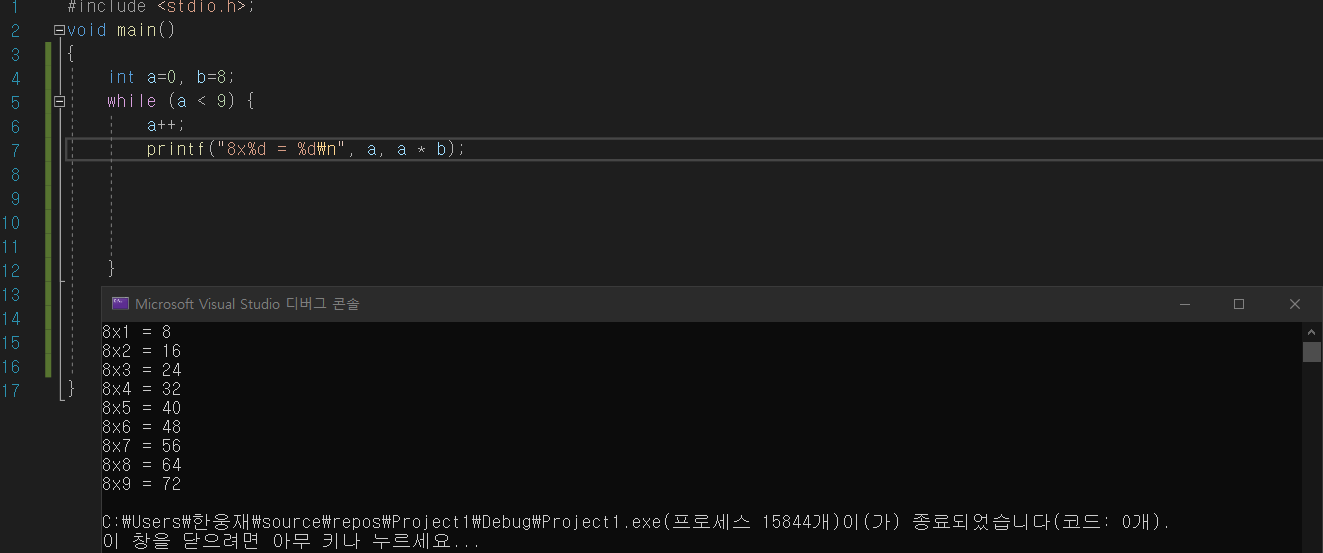 1 #include <stdio.h>;
2 void main()
3 {
4 int a=0, b=8;
5 while (a < 9) {
6 a++;
7 printf("8x%d = %d₩n", a, a * b);
8
9
10
11
12 }
13
14
15
16
17 }
Microsoft Visual Studio 디버그 콘솔
8x1 = 8
8x2 = 16
8x3 = 24
8x4 = 32
8x5 = 40
8x6 = 48
8x7 = 56
8x8 = 64
8x9 = 72
C:₩Users₩한웅재₩source₩repos₩Project1₩Debug₩Project1.exe(프로세스 15844개)이(가) 종료되었습니다(코드: 0개).
이 창을 닫으려면 아무 키나 누르세요...